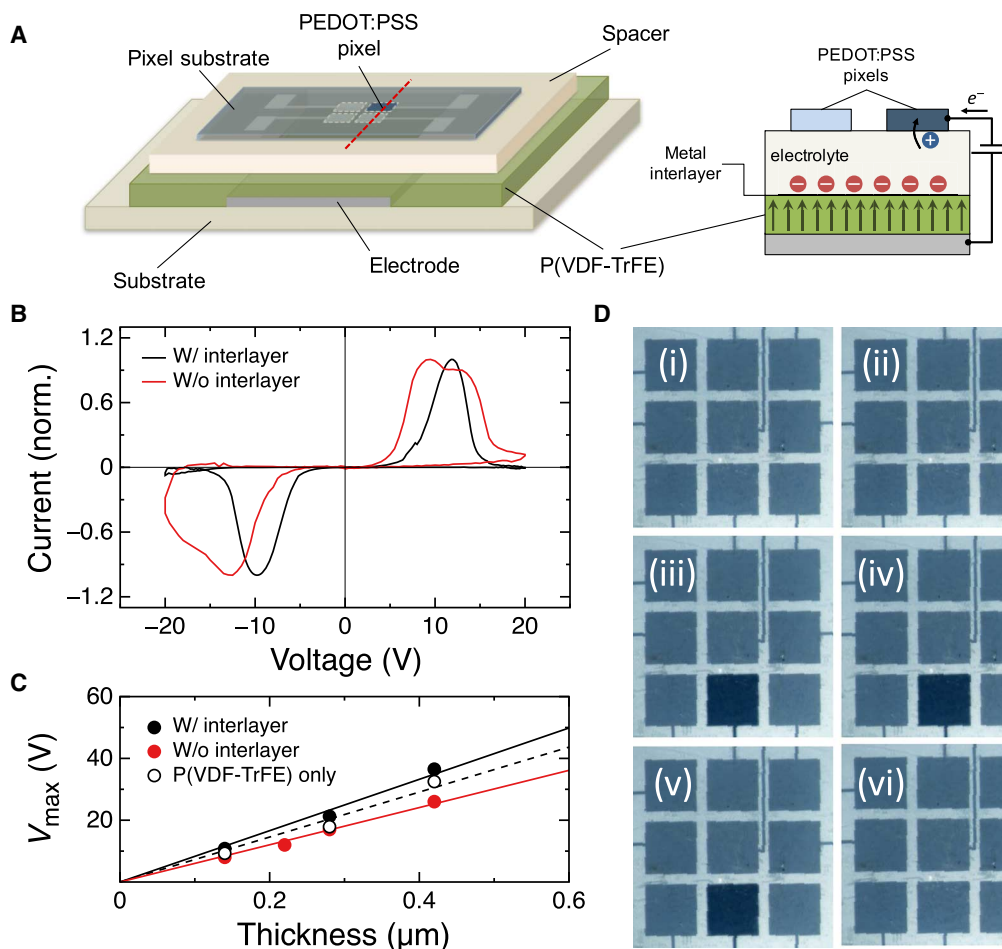 A
PEDOT:PSS
pixel
Pixel substrate
Spacer
Substrate
Electrode
P(VDF-TrFE)
PEDOT:PSS
pixels
e−
Metal
interlayer
electrolyte
+
− − − − − −
B
W/ interlayer
W/o interlayer
Current (norm.)
1.2
0.6
0
−0.6
−1.2
−20 −10 0 10 20
Voltage (V)
C
W/ interlayer
W/o interlayer
P(VDF-TrFE) only
Vmax (V)
60
40
20
0 0.2 0.4 0.6
Thickness (µm)
D
(i) (ii)
(iii) (iv)
(v) (vi)